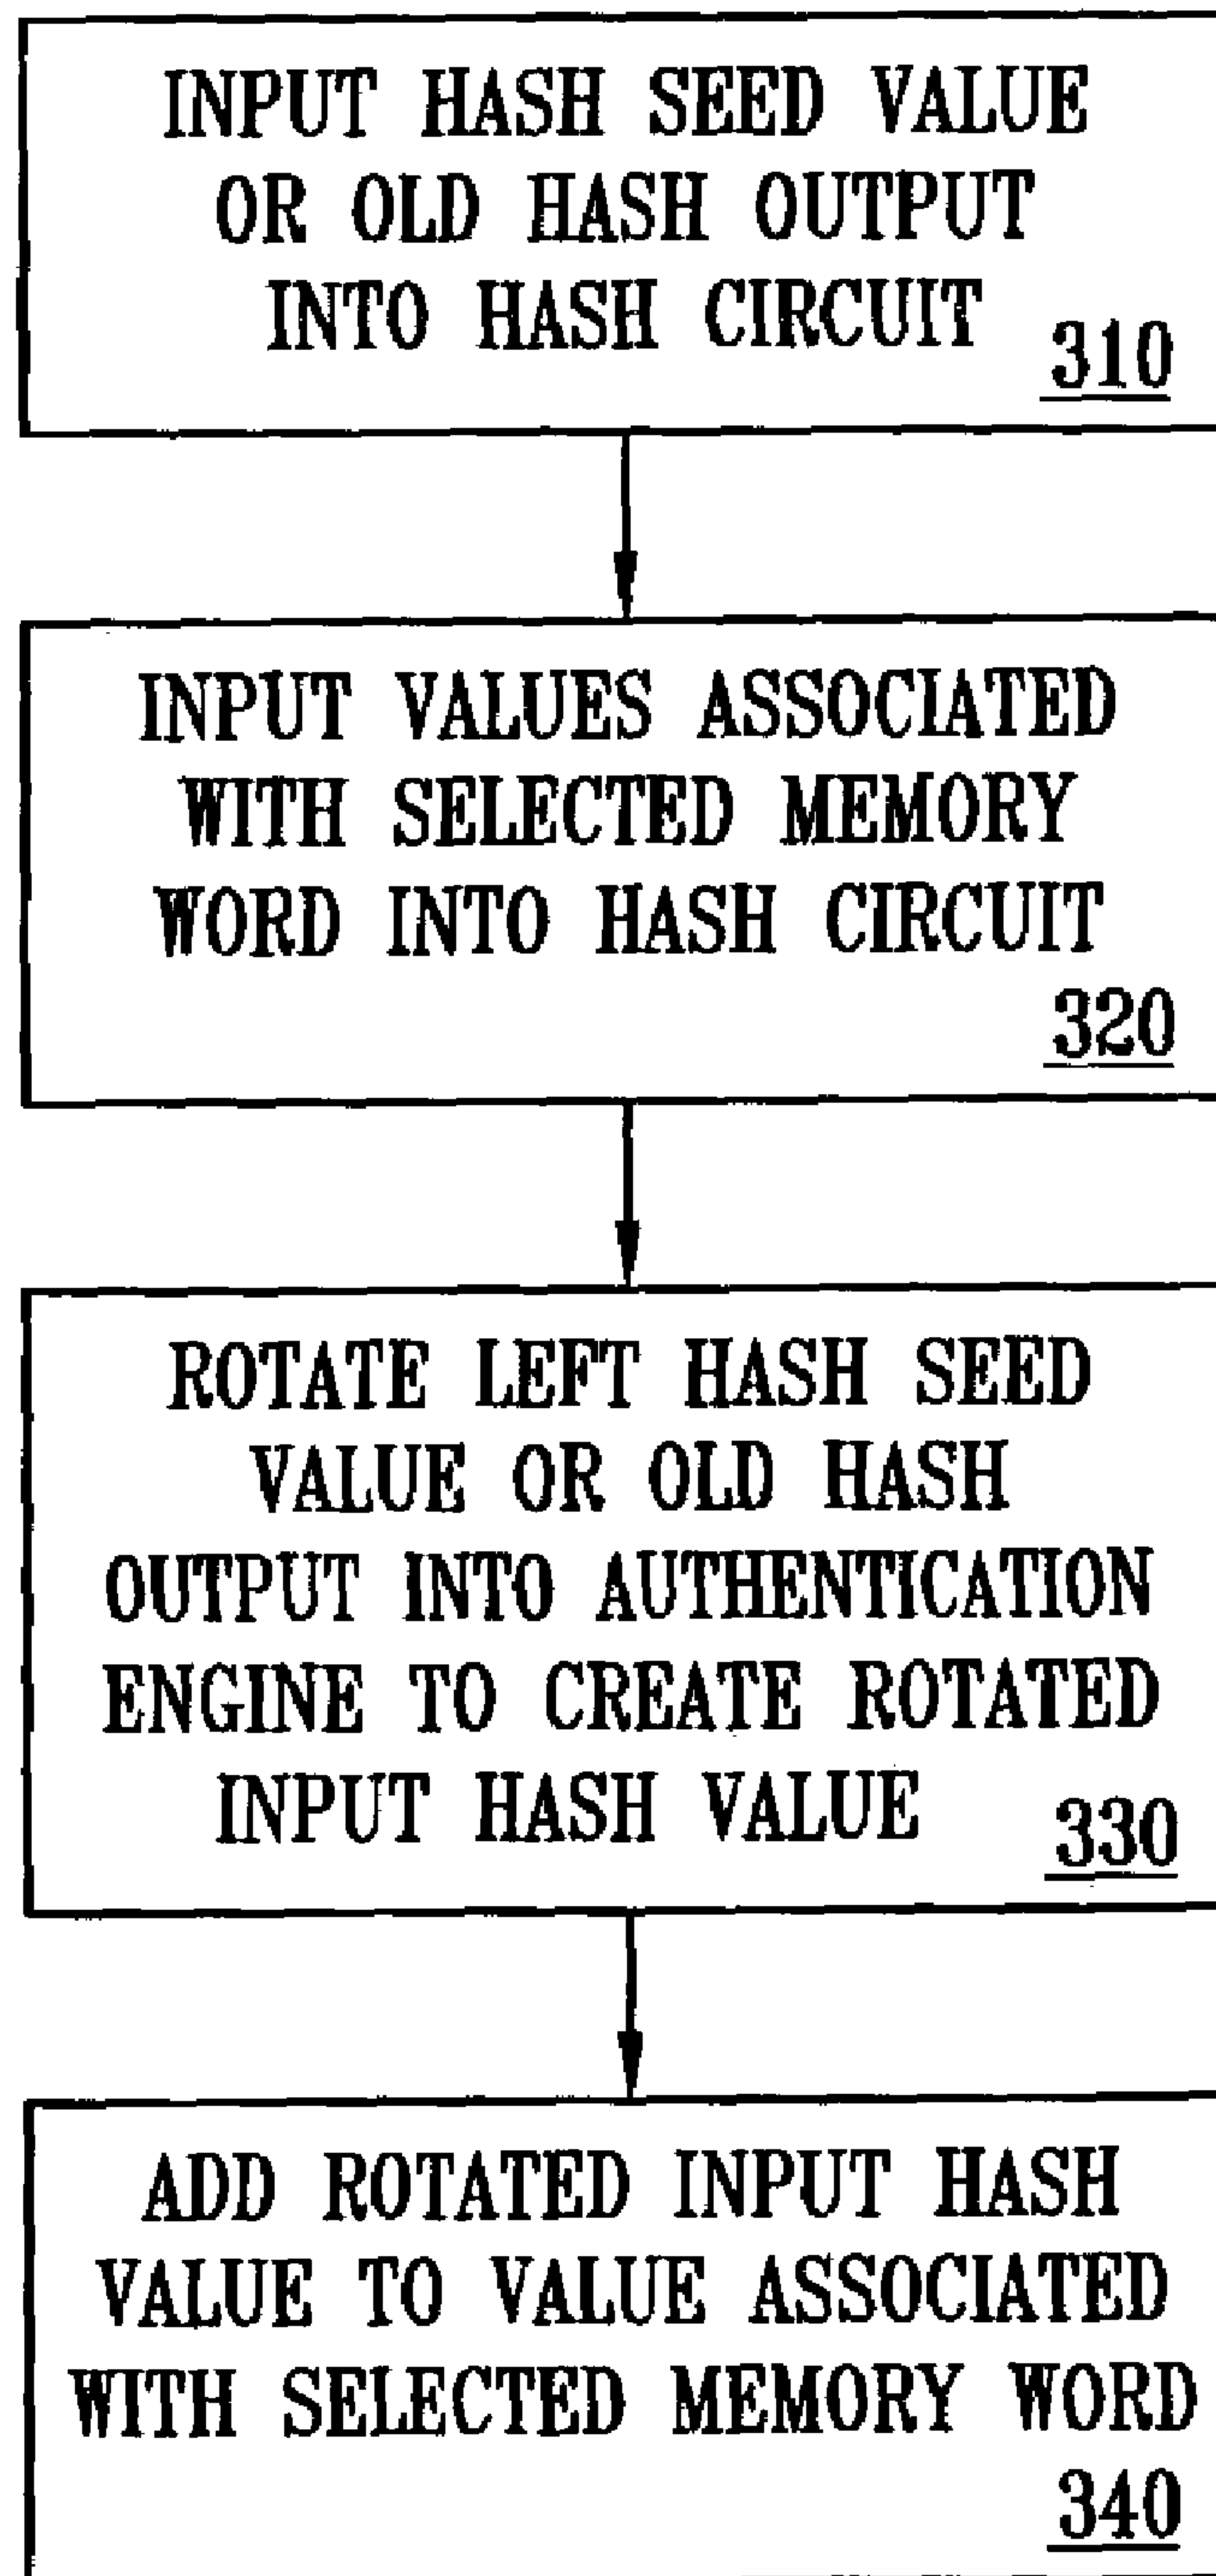 INPUT HASH SEED VALUE
OR OLD HASH OUTPUT
INTO HASH CIRCUIT
310
INPUT VALUES ASSOCIATED
WITH SELECTED MEMORY
WORD INTO HASH CIRCUIT
320
ROTATE LEFT HASH SEED
VALUE OR OLD HASH
OUTPUT INTO AUTHENTICATION
ENGINE TO CREATE ROTATED
INPUT HASH VALUE
330
ADD ROTATED INPUT HASH
VALUE TO VALUE ASSOCIATED
WITH SELECTED MEMORY WORD
340